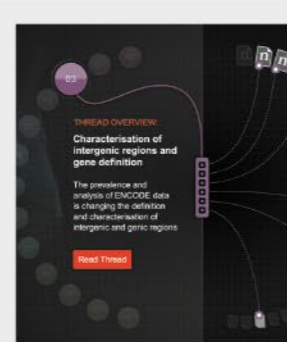 03
THREAD OVERVIEW:
Characterisation of
intergenic regions and
gene definition
The prevalence and
analysis of ENCODE data
is changing the definition
and characterisation of
intergenic and genic regions
Read Thread
n
n